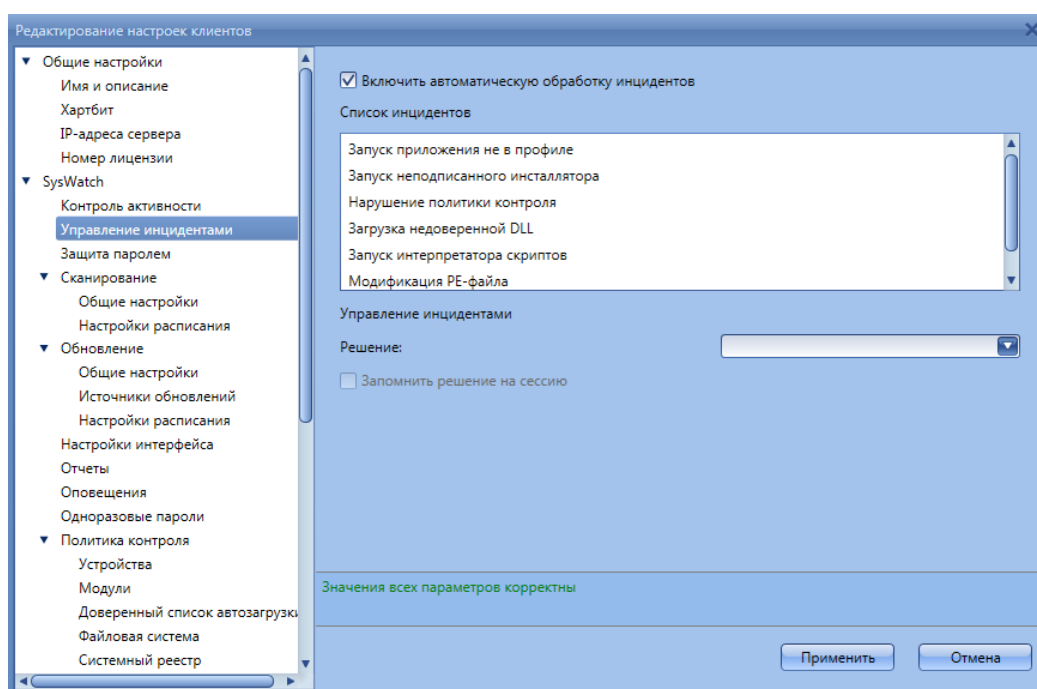 Редактирование настроек клиентов
Общие настройки
Имя и описание
Хартбит
IP-адреса сервера
Номер лицензии
SysWatch
Контроль активности
Управление инцидентами
Защита паролем
Сканирование
Общие настройки
Настройки расписания
Обновление
Общие настройки
Источники обновлений
Настройки расписания
Настройки интерфейса
Отчеты
Оповещения
Одноразовые пароли
Политика контроля
Устройства
Модули
Доверенный список автозагрузки
Файловая система
Системный реестр
Включить автоматическую обработку инцидентов
Список инцидентов
Запуск приложения не в профиле
Запуск неподписанного инсталлятора
Нарушение политики контроля
Загрузка недоверенной DLL
Запуск интерпретатора скриптов
Модификация PE-файла
Управление инцидентами
Решение:
Запомнить решение на сессию
Значения всех параметров корректны
Применить
Отмена